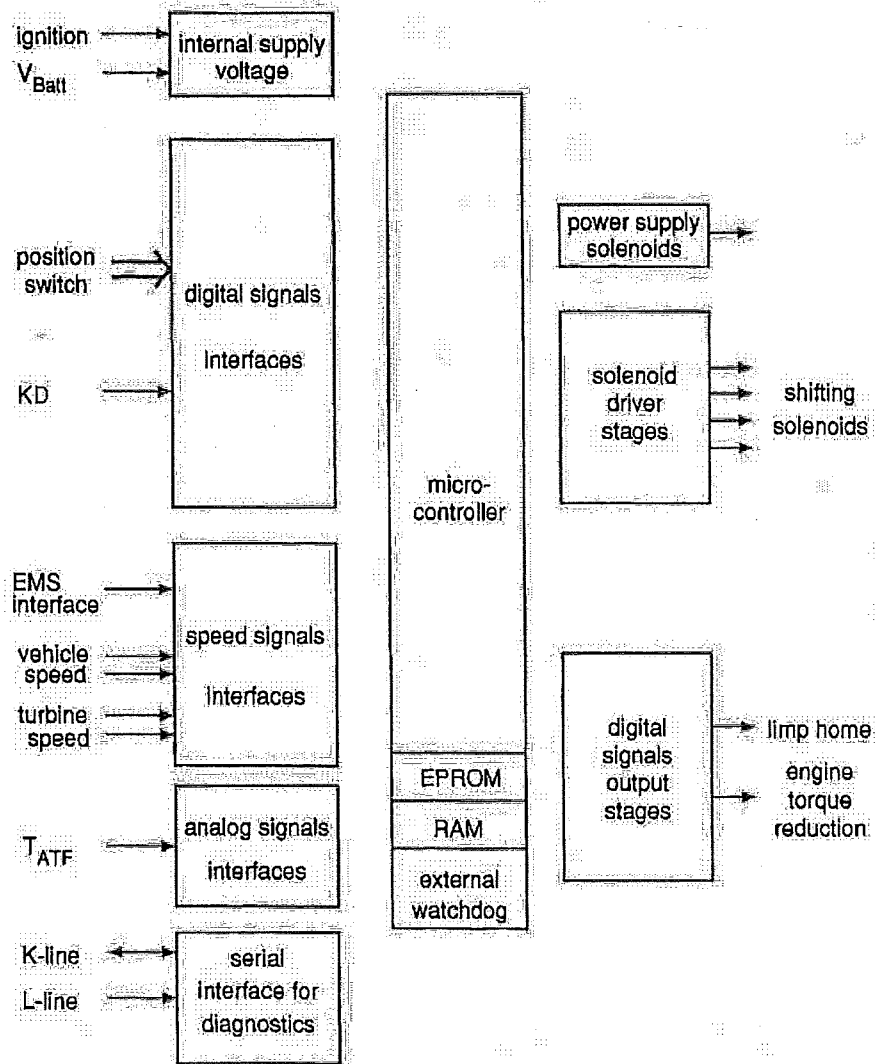 ignition
V_Batt
internal supply
voltage
position
switch
KD
digital signals
interfaces
EMS
interface
vehicle
speed
turbine
speed
speed signals
interfaces
T_ATF
analog signals
interfaces
K-line
L-line
serial
interface for
diagnostics
micro-
controller
EPROM
RAM
external
watchdog
power supply
solenoids
solenoid
driver
stages
shifting
solenoids
digital
signals
output
stages
limp home
engine
torque
reduction